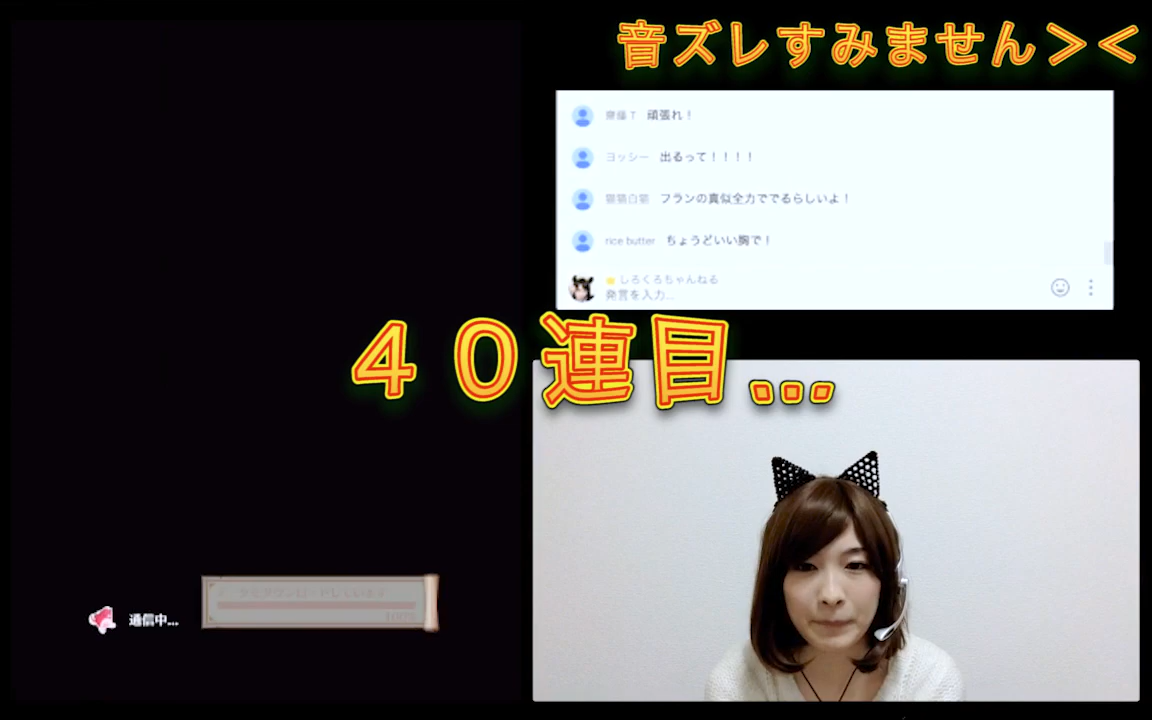 音ズレすみません＞＜
頑張れ！
ヨッシー 出るって！！！！
フランの真似全力ででるらしいよ！
rice butter ちょうどいい胸で！
しろくろちゃんねる
発言を入力...
４０連目...
通信中...